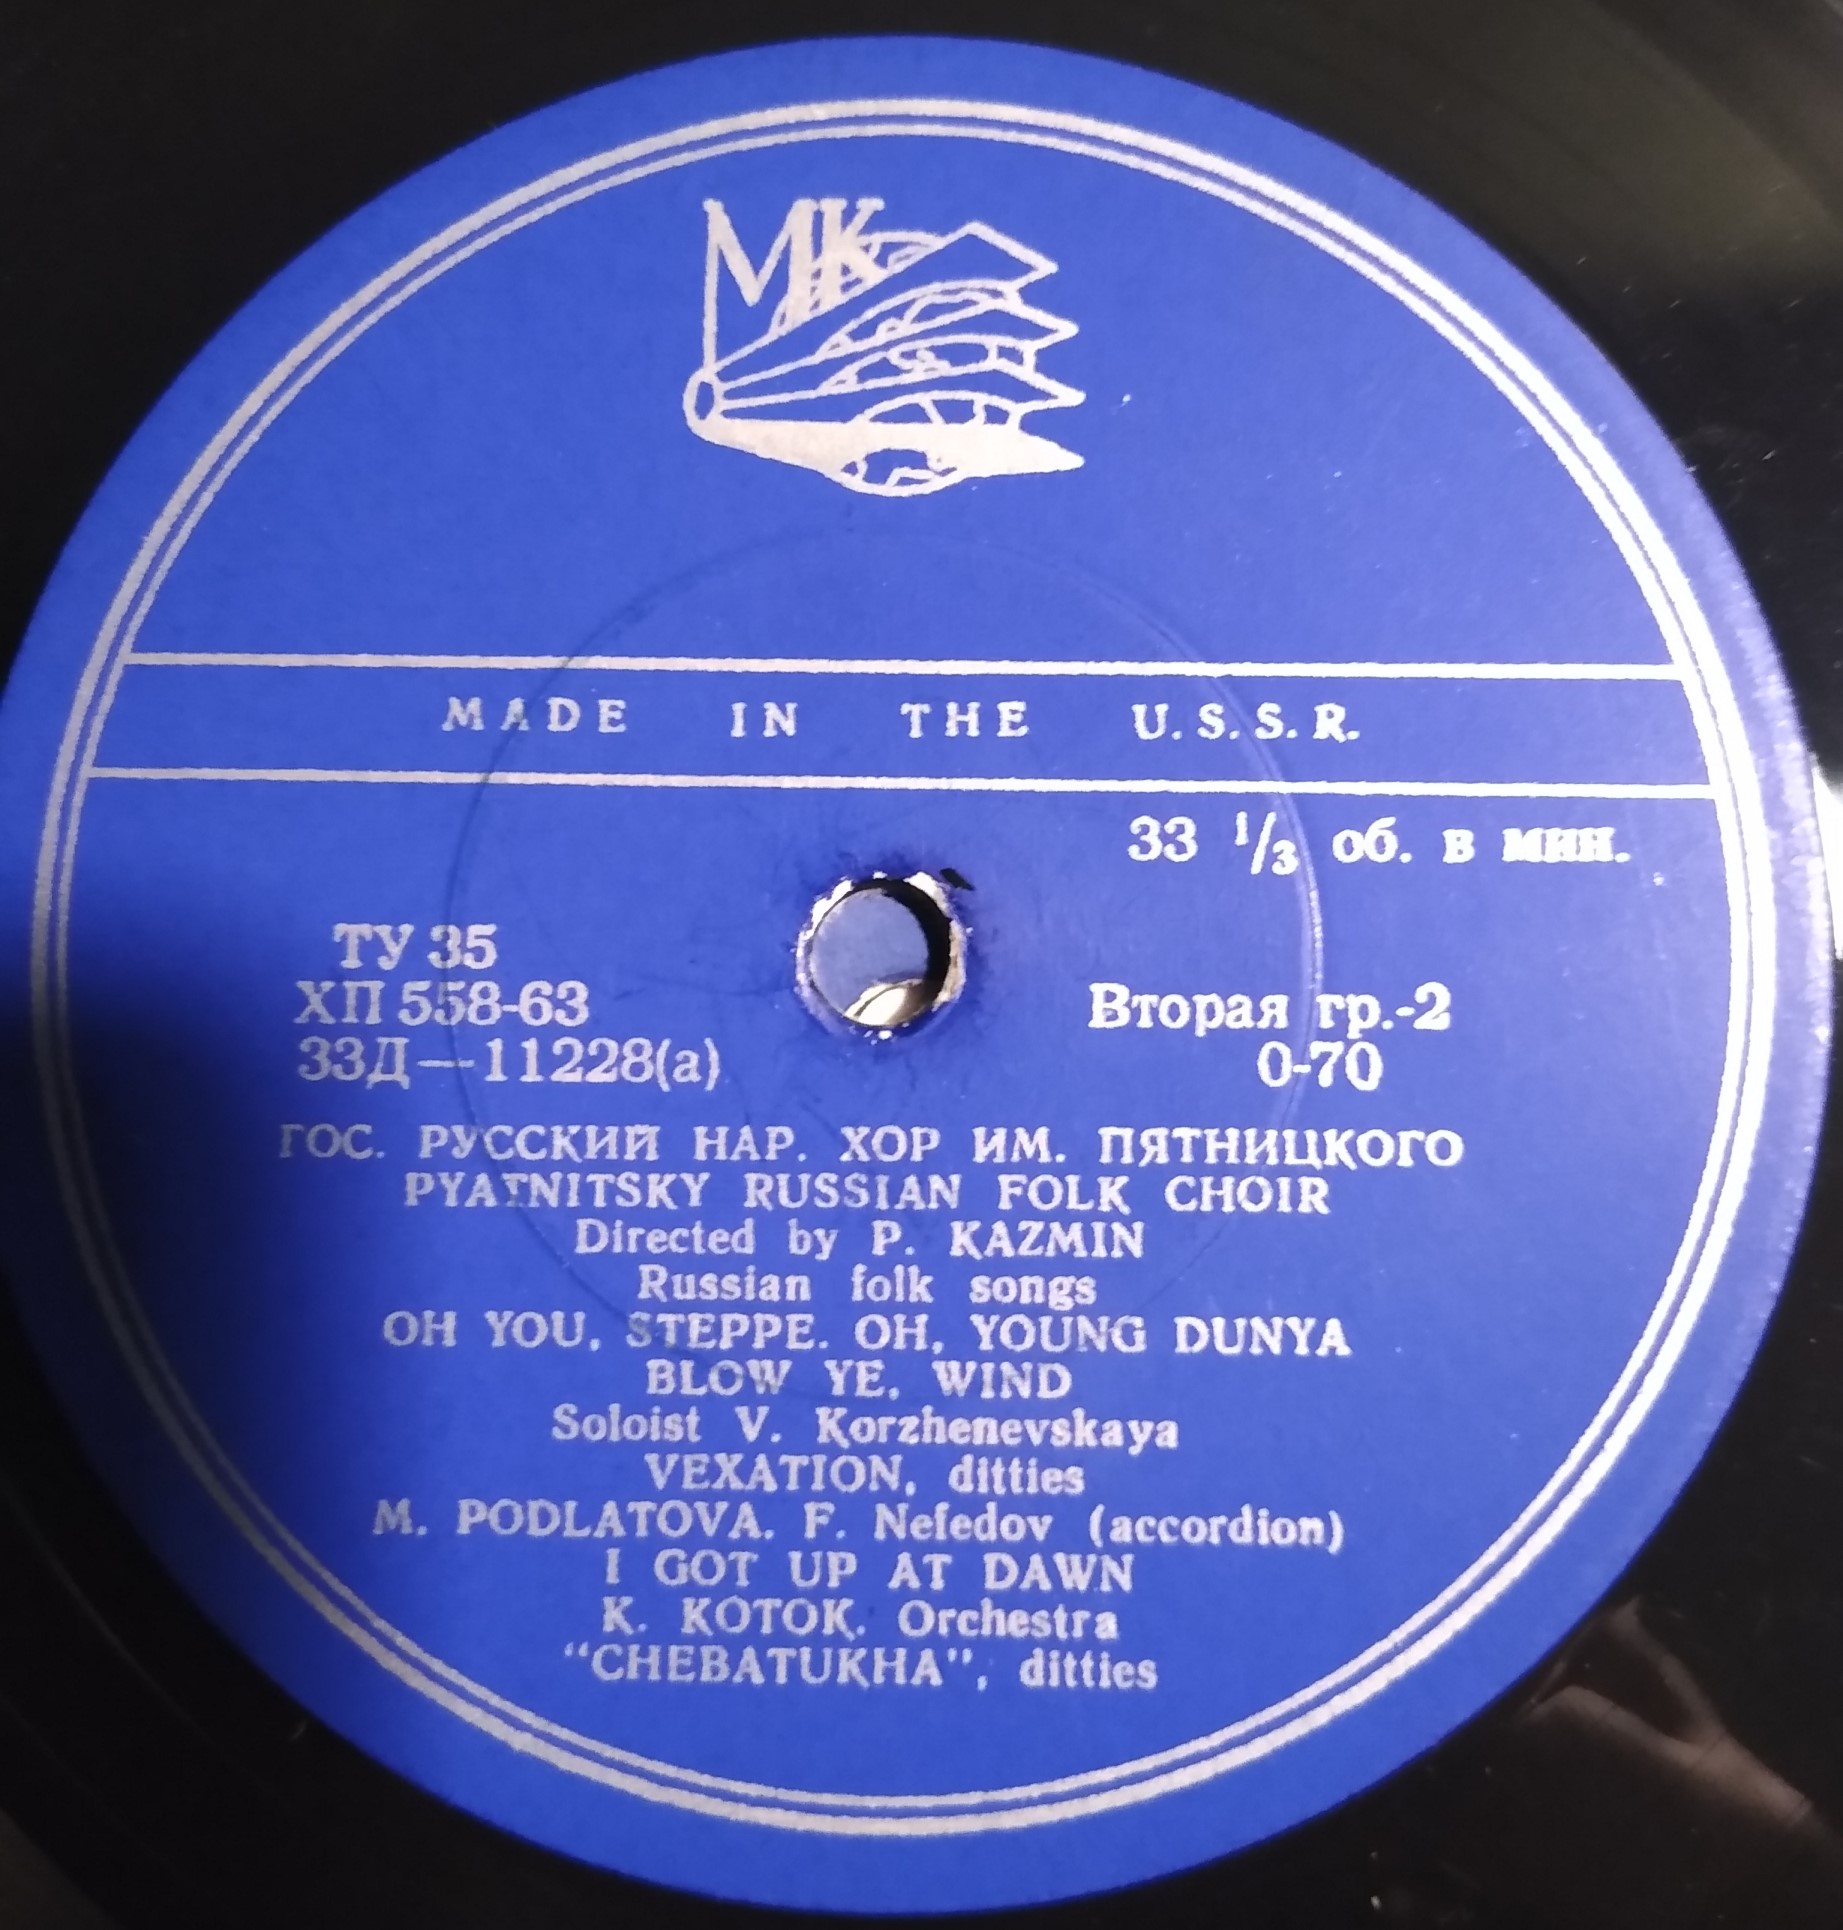 МК
MADE IN THE U.S.S.R.
33 1/3 об. в мин.
ТУ 35
ХП 558-63
33Д—11228(а)
Вторая гр.-2
0-70
ГОС. РУССКИЙ НАР. ХОР ИМ. ПЯТНИЦКОГО
PYATNITSKY RUSSIAN FOLK CHOIR
Directed by P. KAZMIN
Russian folk songs
OH YOU, STEPPE. OH, YOUNG DUNYA
BLOW YE, WIND
Soloist V. Korzhenevskaya
VEXATION, ditties
M. PODLATOVA. F. Nefedov (accordion)
I GOT UP AT DAWN
K. KOTOK. Orchestra
"CHEBATUKHA", ditties